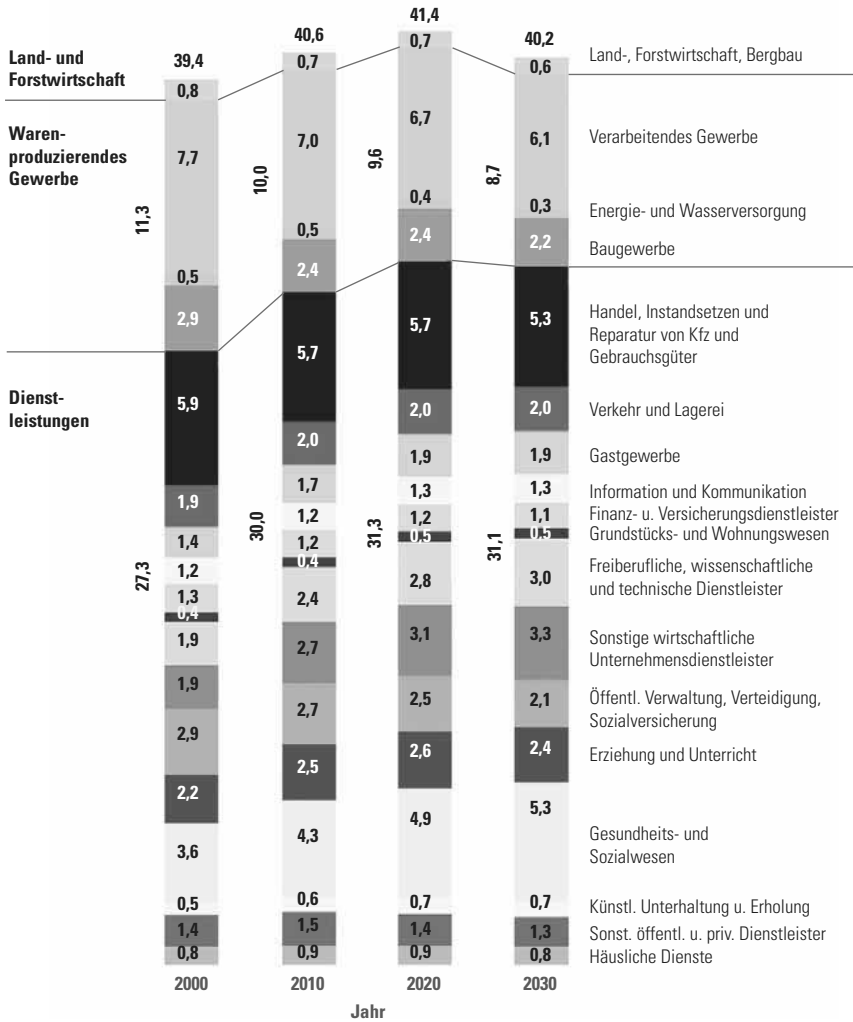 41,4
40,6
40,2
39,4
Land- und
Forstwirtschaft
0,8
0,7
0,7
0,6
Land-, Forstwirtschaft, Bergbau
Waren-
produzierendes
Gewerbe
11,3
10,0
9,6
8,7
7,7
7,0
6,7
6,1
Verarbeitendes Gewerbe
0,5
0,5
0,4
0,3
Energie- und Wasserversorgung
2,9
2,4
2,4
2,2
Baugewerbe
Dienst-
leistungen
27,3
30,0
31,3
31,1
5,9
5,7
5,7
5,3
Handel, Instandsetzen und
Reparatur von Kfz und
Gebrauchsgüter
1,9
2,0
2,0
2,0
Verkehr und Lagerei
1,4
1,7
1,9
1,9
Gastgewerbe
1,2
1,2
1,3
1,3
Information und Kommunikation
1,3
1,2
1,2
1,1
Finanz- u. Versicherungsdienstleister
0,4
0,4
0,5
0,5
Grundstücks- und Wohnungswesen
1,9
2,4
2,8
3,0
Freiberufliche, wissenschaftliche
und technische Dienstleister
1,9
2,7
3,1
3,3
Sonstige wirtschaftliche
Unternehmensdienstleister
2,9
2,7
2,5
2,1
Öffentl. Verwaltung, Verteidigung,
Sozialversicherung
2,2
2,5
2,6
2,4
Erziehung und Unterricht
3,6
4,3
4,9
5,3
Gesundheits- und
Sozialwesen
0,5
0,6
0,7
0,7
Künstl. Unterhaltung u. Erholung
1,4
1,5
1,4
1,3
Sonst. öffentl. u. priv. Dienstleister
0,8
0,9
0,9
0,8
Häusliche Dienste
2000
2010
2020
2030
Jahr